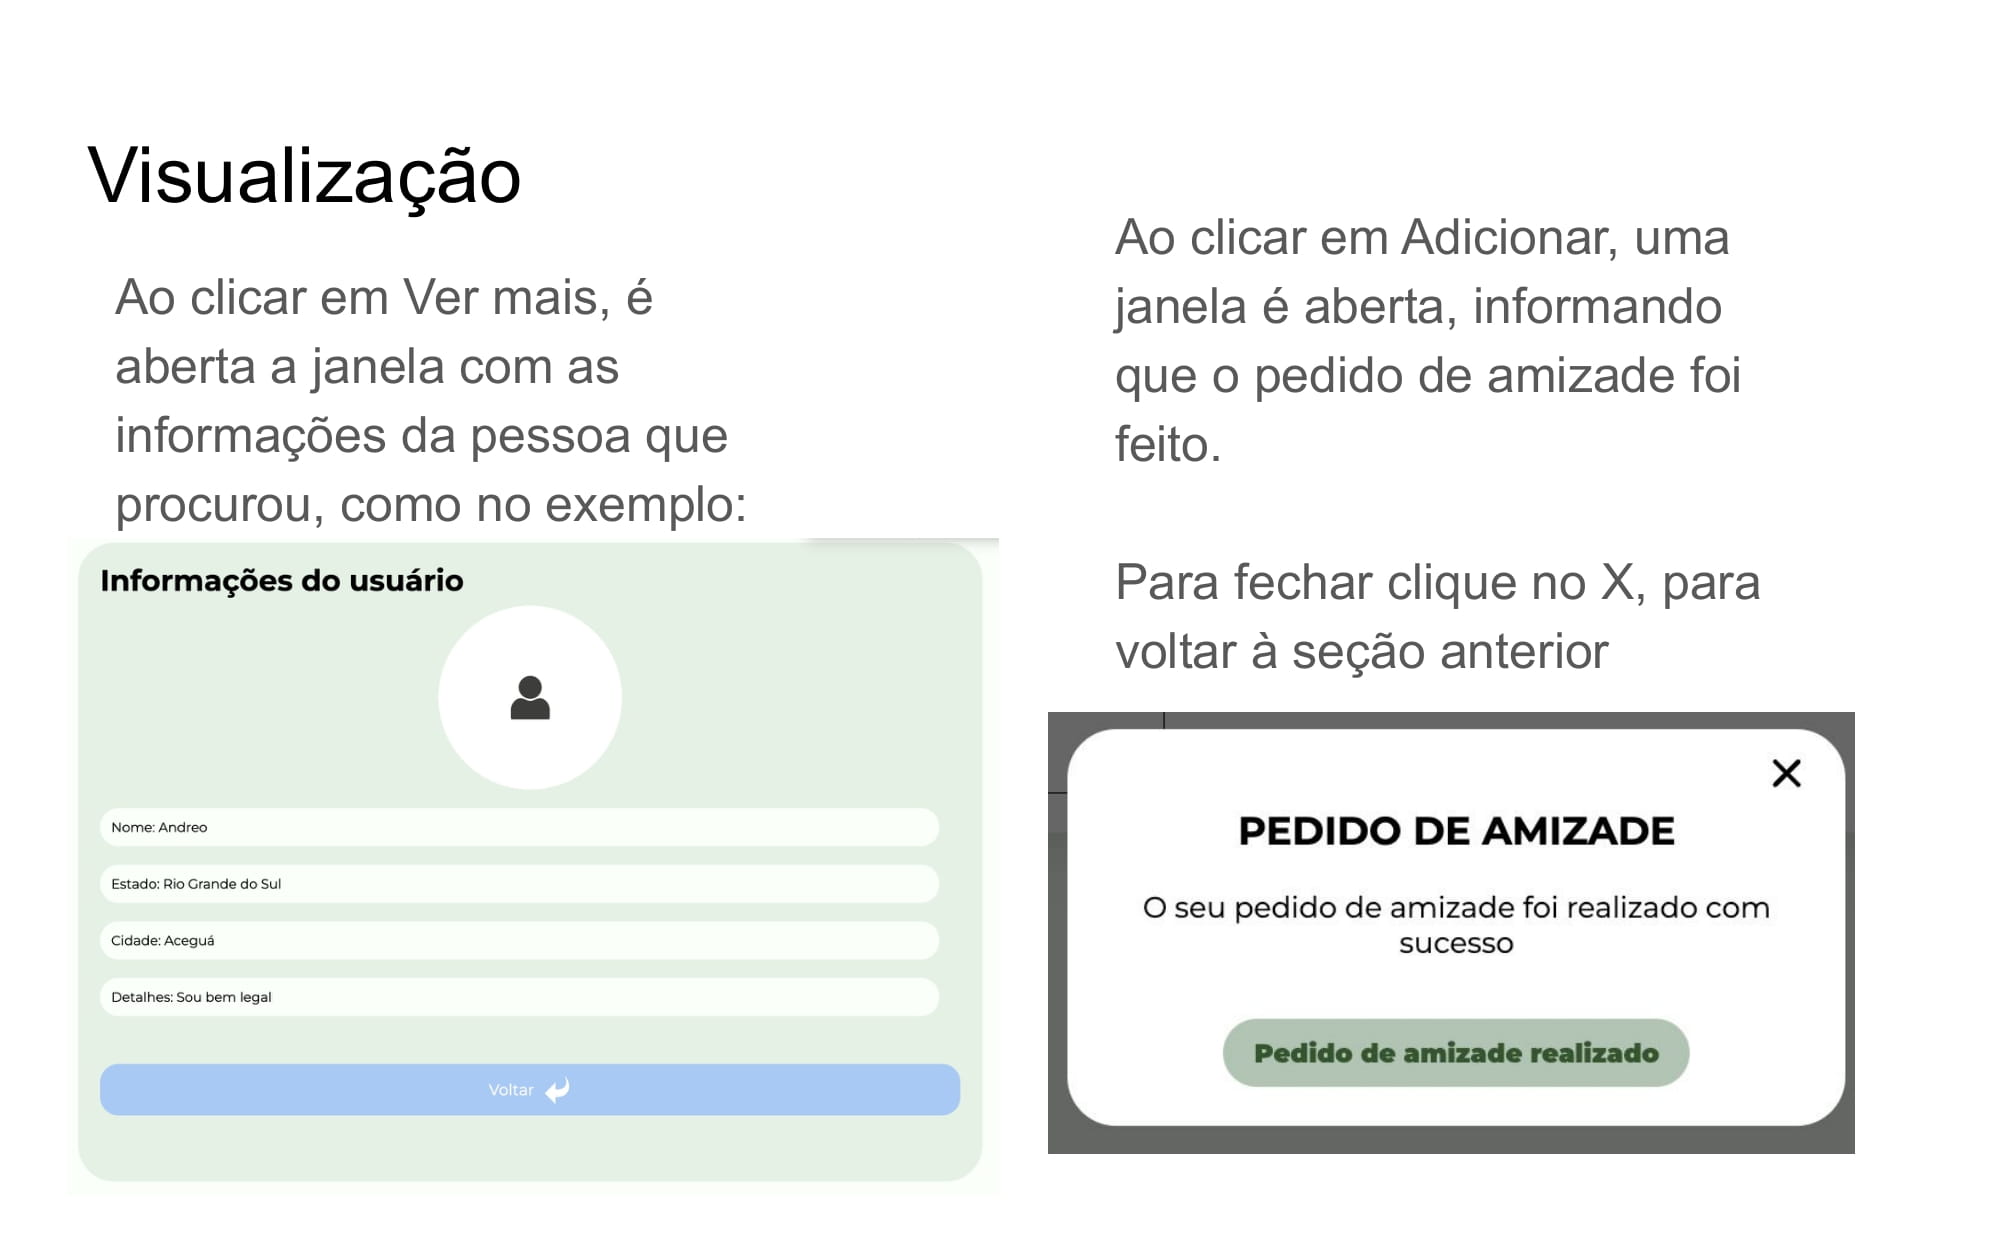 Visualização
Ao clicar em Ver mais, é
aberta a janela com as
informações da pessoa que
procurou, como no exemplo:
Informações do usuário
Nome: Andreo
Estado: Rio Grande do Sul
Cidade: Aceguá
Detalhes: Sou bem legal
Voltar
Ao clicar em Adicionar, uma
janela é aberta, informando
que o pedido de amizade foi
feito.
Para fechar clique no X, para
voltar à seção anterior
PEDIDO DE AMIZADE
O seu pedido de amizade foi realizado com
sucesso
Pedido de amizade realizado